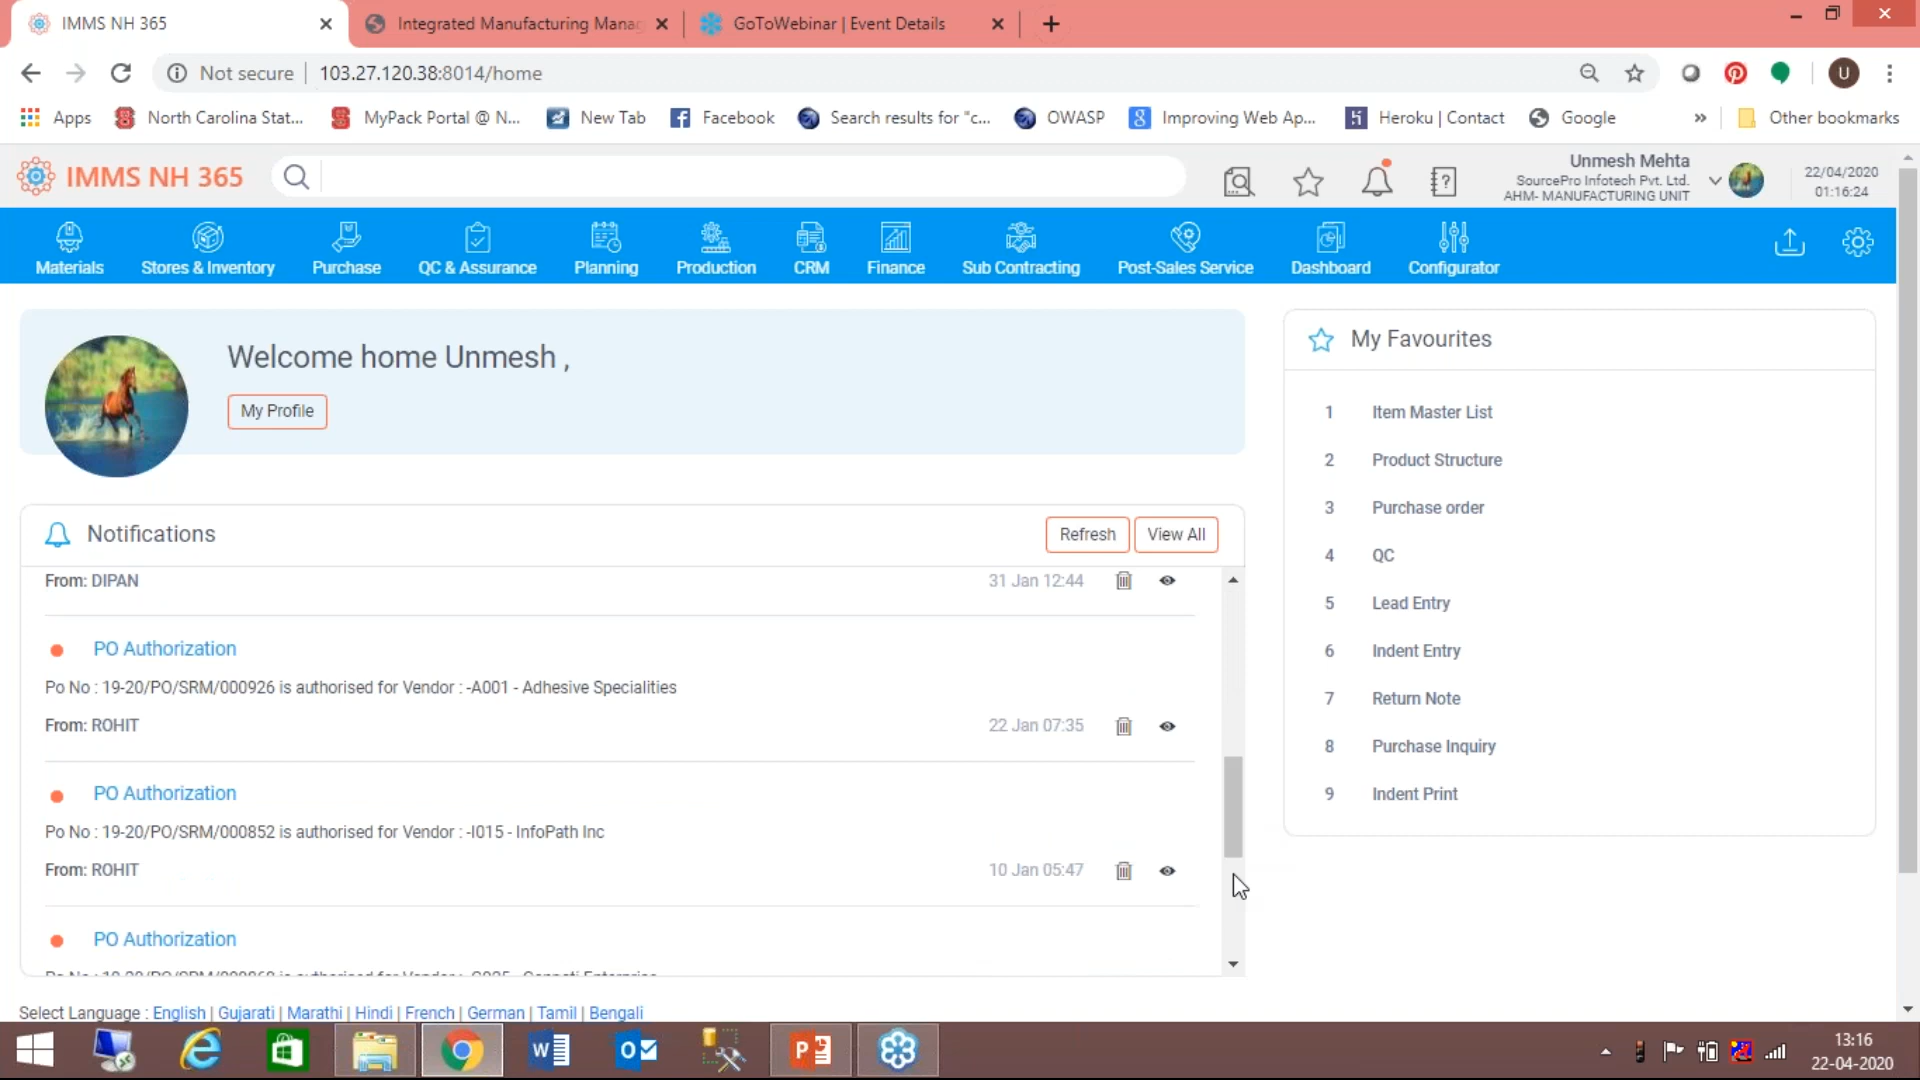 IMMS NH 365
Integrated Manufacturing Manag
GoToWebinar | Event Details
Not secure
103.27.120.38:8014/home
U
Apps
North Carolina Stat...
MyPack Portal @ N...
New Tab
Facebook
Search results for "c...
OWASP
Improving Web Ap...
Heroku | Contact
Google
»
Other bookmarks
IMMS NH 365
Unmesh Mehta
SourcePro Infotech Pvt. Ltd.
AHM- MANUFACTURING UNIT
22/04/2020
01:16:24
Materials
Stores & Inventory
Purchase
QC & Assurance
Planning
Production
CRM
Finance
Sub Contracting
Post-Sales Service
Dashboard
Configurator
Welcome home Unmesh ,
My Profile
My Favourites
1 Item Master List
2 Product Structure
3 Purchase order
4 QC
5 Lead Entry
6 Indent Entry
7 Return Note
8 Purchase Inquiry
9 Indent Print
Notifications
Refresh
View All
From: DIPAN
31 Jan 12:44
PO Authorization
Po No : 19-20/PO/SRM/000926 is authorised for Vendor : -A001 - Adhesive Specialities
From: ROHIT
22 Jan 07:35
PO Authorization
Po No : 19-20/PO/SRM/000852 is authorised for Vendor : -I015 - InfoPath Inc
From: ROHIT
10 Jan 05:47
PO Authorization
Select Language : English | Gujarati | Marathi | Hindi | French | German | Tamil | Bengali
13:16
22-04-2020